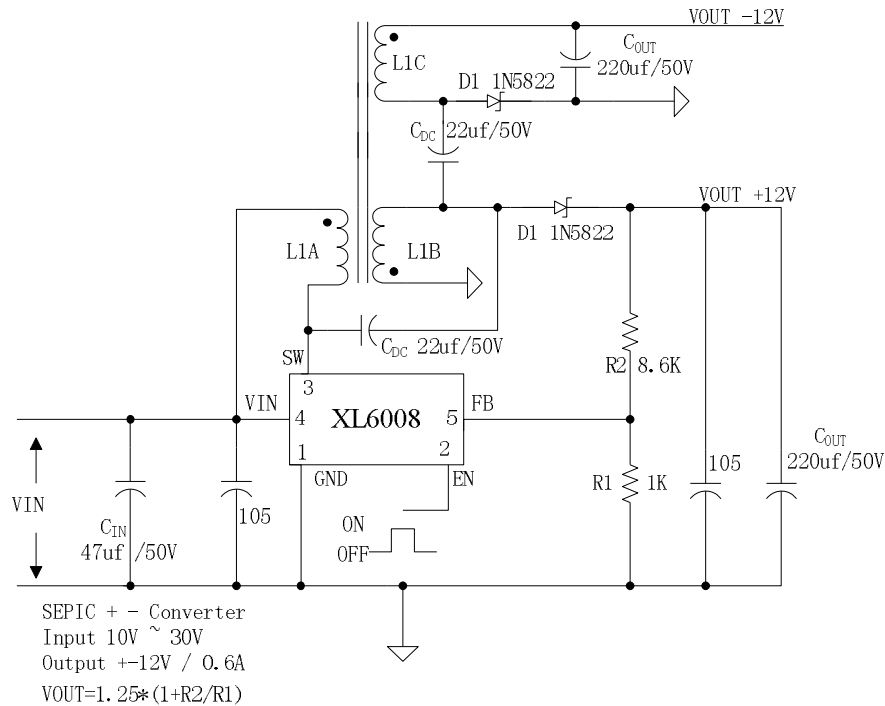 VOUT -12V
COUT
220uf/50V
L1C
D1 1N5822
CDC 22uf/50V
VOUT +12V
D1 1N5822
L1A
L1B
CDC 22uf/50V
SW
3
R2 8.6K
VIN
4
XL6008
5
FB
1
2
GND
EN
R1
1K
105
COUT
220uf/50V
VIN
CIN
47uf /50V
105
ON
OFF
SEPIC + - Converter
Input 10V ~ 30V
Output +-12V / 0.6A
VOUT=1.25*(1+R2/R1)